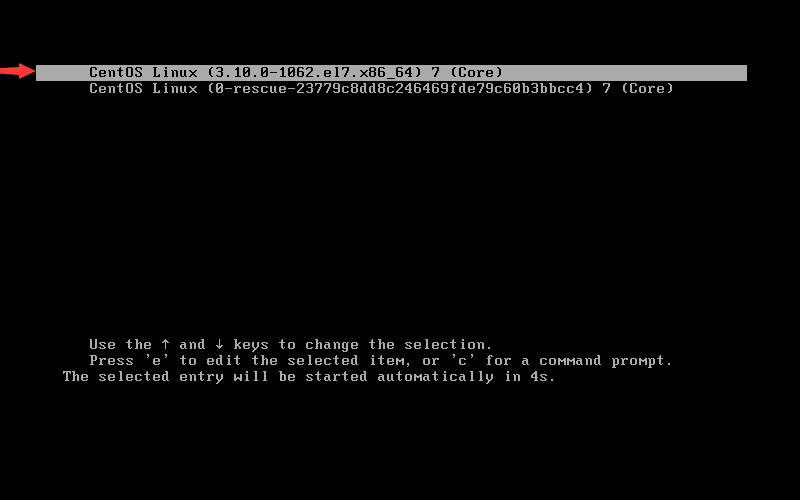 CentOS Linux (3.10.0-1062.el7.x86_64) 7 (Core)
CentOS Linux (0-rescue-23779c8dd8c246469fde79c60b3bbcc4) 7 (Core)
Use the ↑ and ↓ keys to change the selection.
Press 'e' to edit the selected item, or 'c' for a command prompt.
The selected entry will be started automatically in 4s.